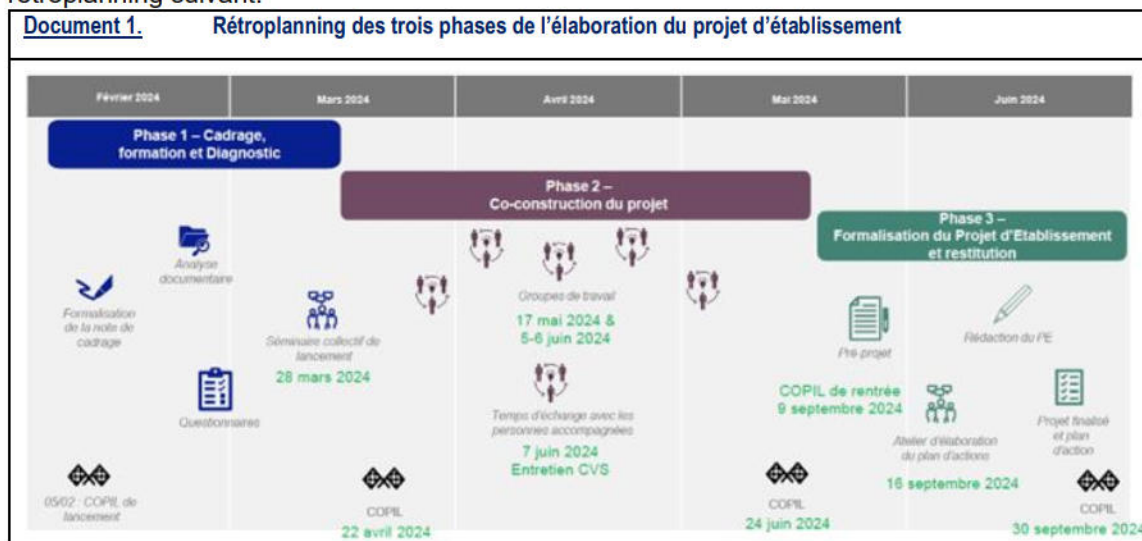 rétroplanning suivant:
Document 1. Rétroplanning des trois phases de l’élaboration du projet d’établissement
Février 2024 Mars 2024 Avril 2024 Mai 2024 Juin 2024
Phase 1 – Cadrage,
formation et Diagnostic
Phase 2 –
Co-construction du projet
Phase 3 –
Formalisation du Projet d'Etablissement
et restitution
Analyse
documentaire
Formalisation
de la note de
cadrage
Séminaire collectif de
lancement
28 mars 2024
Questionnaires
Groupes de travail
17 mai 2024 &
5-6 juin 2024
Temps d'échange avec les
personnes accompagnées
7 juin 2024
Entretien CVS
Pré projet
Rédaction du PE
COPIL de rentrée
9 septembre 2024
Atelier d'élaboration
du plan d'actions
16 septembre 2024
Projet finalisé
et plan
d'action
05/02 : COPIL de
lancement
COPIL
22 avril 2024
COPIL
24 juin 2024
COPIL
30 septembre 2024